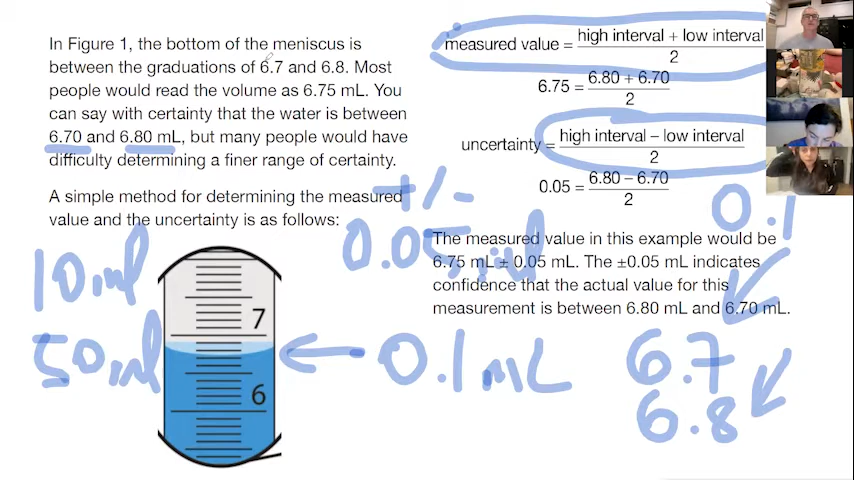 In Figure 1, the bottom of the meniscus is
between the graduations of 6.7 and 6.8. Most
people would read the volume as 6.75 mL. You
can say with certainty that the water is between
6.70 and 6.80 mL, but many people would have
difficulty determining a finer range of certainty.
A simple method for determining the measured
value and the uncertainty is as follows:
+/-
0.05 ml
10 ml
50 ml
7
6
0.1 mL
measured value = high interval + low interval / 2
6.75 = 6.80 + 6.70 / 2
uncertainty = high interval – low interval / 2
0.05 = 6.80 – 6.70 / 2
0.1
The measured value in this example would be
6.75 mL ± 0.05 mL. The ±0.05 mL indicates
confidence that the actual value for this
measurement is between 6.80 mL and 6.70 mL.
6.7
6.8